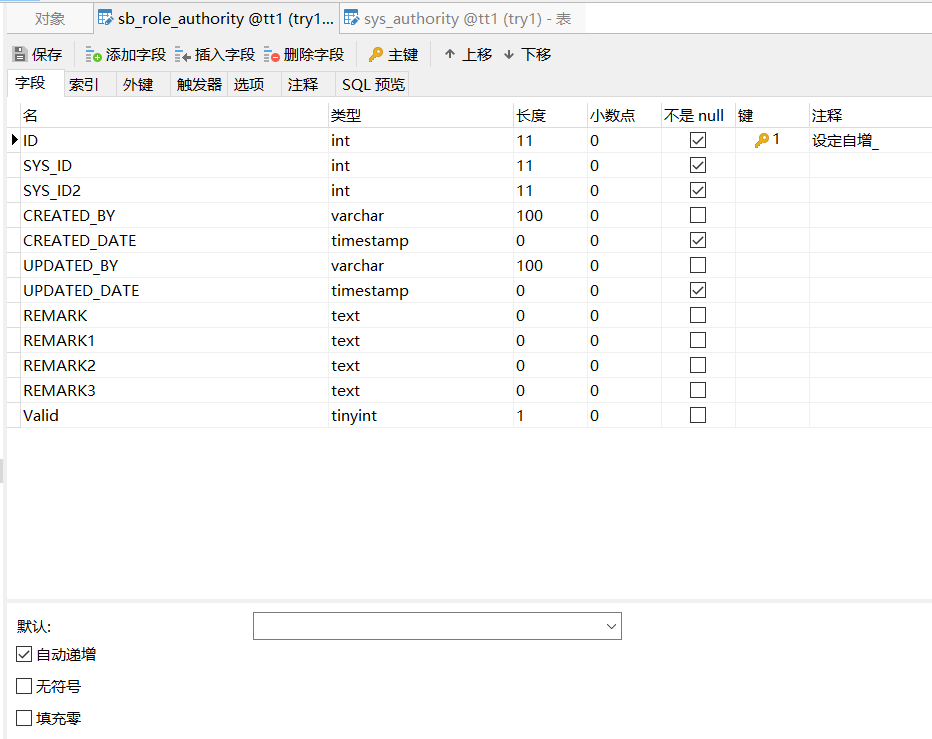 对象 sb_role_authority @tt1 (try1... sys_authority @tt1 (try1) - 表
保存 添加字段 插入字段 删除字段 主键 上移 下移
字段 索引 外键 触发器 选项 注释 SQL 预览
名 类型 长度 小数点 不是 null 键 注释
ID int 11 0 1 设定自增_
SYS_ID int 11 0
SYS_ID2 int 11 0
CREATED_BY varchar 100 0
CREATED_DATE timestamp 0 0
UPDATED_BY varchar 100 0
UPDATED_DATE timestamp 0 0
REMARK text 0 0
REMARK1 text 0 0
REMARK2 text 0 0
REMARK3 text 0 0
Valid tinyint 1 0
默认:
自动递增
无符号
填充零